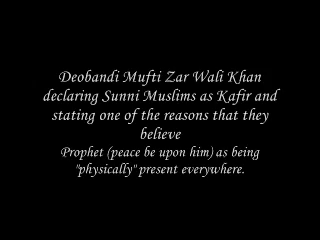 Deobandi Mufti Zar Wali Khan
declaring Sunni Muslims as Kafir and
stating one of the reasons that they
believe
Prophet (peace be upon him) as being
"physically" present everywhere.